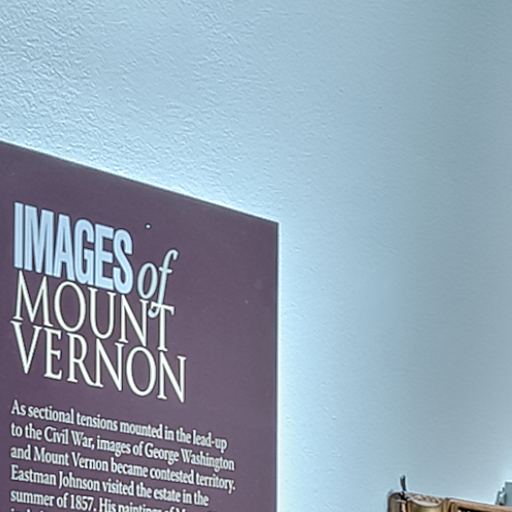 IMAGES of
MOUNT
VERNON
As sectional tensions mounted in the lead-up
to the Civil War, images of George Washington
and Mount Vernon became contested territory.
Eastman Johnson visited the estate in the
summer of 1857. His paintings of